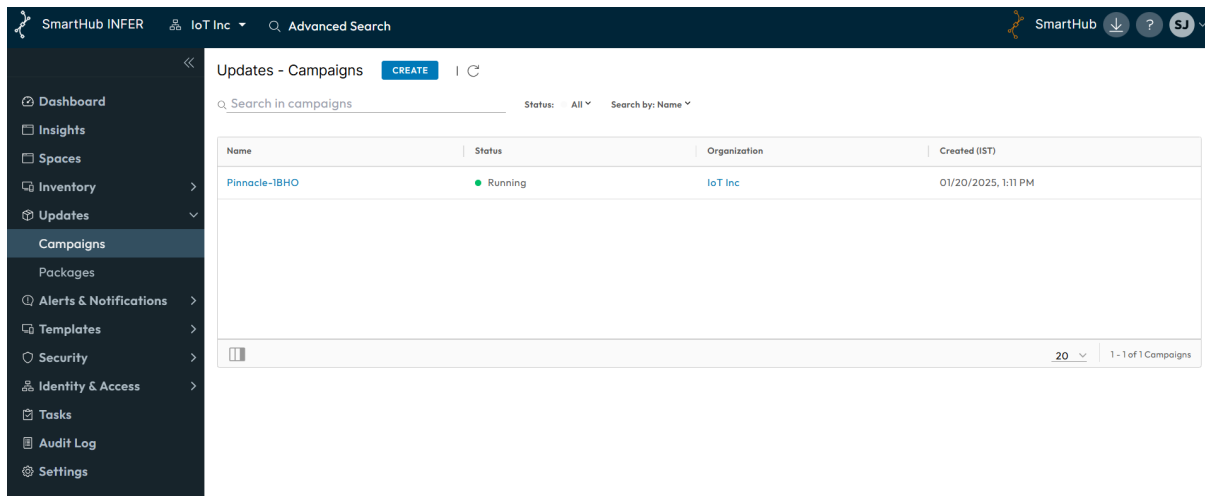 SmartHub INFER IoT Inc Advanced Search SmartHub ? SJ
Updates - Campaigns CREATE
Search in campaigns Status: All Search by: Name
Dashboard
Insights
Spaces
Inventory
Updates
Campaigns
Packages
Alerts & Notifications
Templates
Security
Identity & Access
Tasks
Audit Log
Settings
Name Status Organization Created (IST)
Pinnacle-1BHO Running IoT Inc 01/20/2025, 1:11 PM
20 1 - 1 of 1 Campaigns